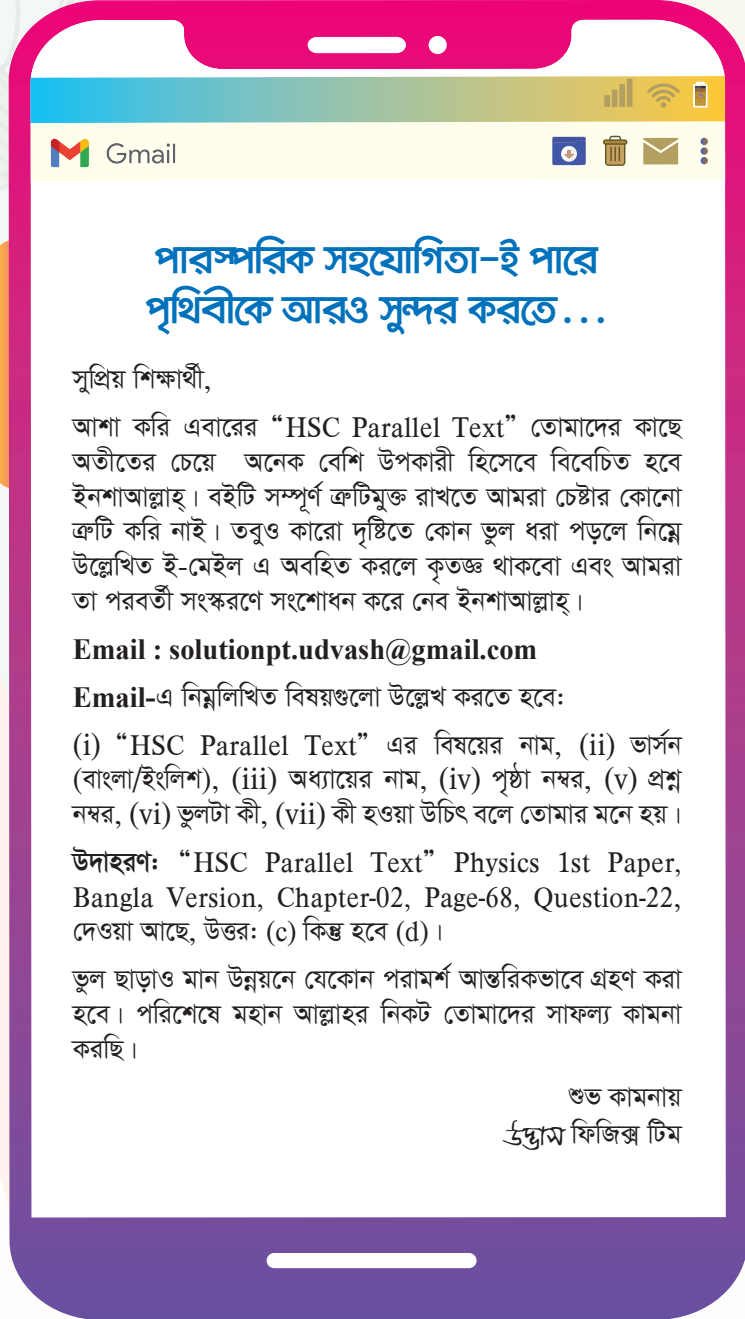 Gmail
পারস্পরিক সহযোগিতা-ই পারে
পৃথিবীকে আরও সুন্দর করতে...
সুপ্রিয় শিক্ষার্থী,
আশা করি এবারের “HSC Parallel Text” তোমাদের কাছে
অতীতের চেয়ে অনেক বেশি উপকারী হিসেবে বিবেচিত হবে
ইনশাআল্লাহ্। বইটি সম্পূর্ণ ত্রুটিমুক্ত রাখতে আমরা চেষ্টার কোনো
ত্রুটি করি নাই। তবুও কারো দৃষ্টিতে কোন ভুল ধরা পড়লে নিম্নে
উল্লেখিত ই-মেইল এ অবহিত করলে কৃতজ্ঞ থাকবো এবং আমরা
তা পরবর্তী সংস্করণে সংশোধন করে নেব ইনশাআল্লাহ্।
Email : solutionpt.udvash@gmail.com
Email-এ নিম্নলিখিত বিষয়গুলো উল্লেখ করতে হবে:
(i) “HSC Parallel Text” এর বিষয়ের নাম, (ii) ভার্সন
(বাংলা/ইংলিশ), (iii) অধ্যায়ের নাম, (iv) পৃষ্ঠা নম্বর, (v) প্রশ্ন
নম্বর, (vi) ভুলটা কী, (vii) কী হওয়া উচিৎ বলে তোমার মনে হয়।
উদাহরণ: “HSC Parallel Text” Physics 1st Paper,
Bangla Version, Chapter-02, Page-68, Question-22,
দেওয়া আছে, উত্তর: (c) কিন্তু হবে (d)।
ভুল ছাড়াও মান উন্নয়নে যেকোন পরামর্শ আন্তরিকভাবে গ্রহণ করা
হবে। পরিশেষে মহান আল্লাহর নিকট তোমাদের সাফল্য কামনা
করছি।
শুভ কামনায়
উদ্ভাস ফিজিক্স টিম